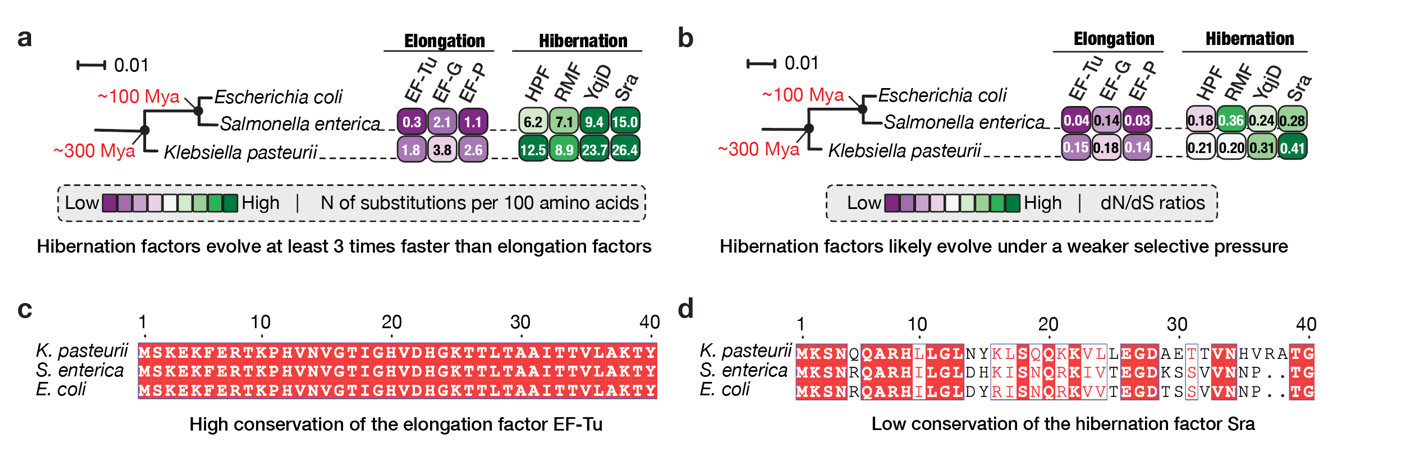 a
Elongation Hibernation
0.01
EF-Tu EF-G EF-P HPF RMF YqjD Sra
~100 Mya Escherichia coli
Salmonella enterica 0.3 2.1 1.1 6.2 7.1 9.4 15.0
~300 Mya Klebsiella pasteurii 1.8 3.8 2.6 12.5 8.9 23.7 26.4
Low High | N of substitutions per 100 amino acids
Hibernation factors evolve at least 3 times faster than elongation factors
b
Elongation Hibernation
0.01
EF-Tu EF-G EF-P HPF RMF YqjD Sra
~100 Mya Escherichia coli
Salmonella enterica 0.04 0.14 0.03 0.18 0.36 0.24 0.28
~300 Mya Klebsiella pasteurii 0.15 0.18 0.14 0.21 0.20 0.31 0.41
Low High | dN/dS ratios
Hibernation factors likely evolve under a weaker selective pressure
c
1 10 20 30 40
K. pasteurii MSKEKFERTKPHVNVGTIGHVDHGKTTLTAAITTVLAKTY
S. enterica MSKEKFERTKPHVNVGTIGHVDHGKTTLTAAITTVLAKTY
E. coli MSKEKFERTKPHVNVGTIGHVDHGKTTLTAAITTVLAKTY
High conservation of the elongation factor EF-Tu
d
1 10 20 30 40
K. pasteurii MKSNQQARHLLGLNYKLSQQKKVLLEGDAETTVNHVRATG
S. enterica MKSNRQARHILGLDHKISNQRKIVTEGDKSSVVNNP..TG
E. coli MKSNRQARHILGLDYRISNQRKVVTEGDTSSVVNNP..TG
Low conservation of the hibernation factor Sra